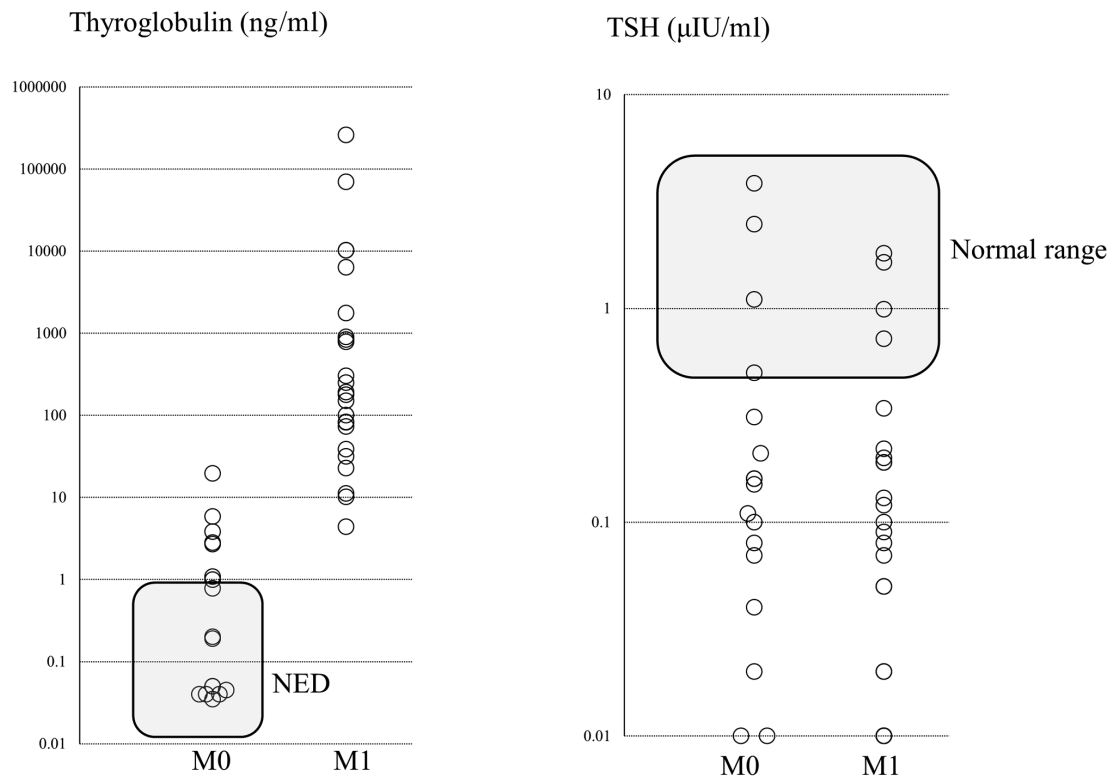 Thyroglobulin (ng/ml)
1000000
100000
10000
1000
100
10
1
0.1
0.01
NED
M0
M1
TSH (μIU/ml)
10
1
0.1
0.01
Normal range
M0
M1